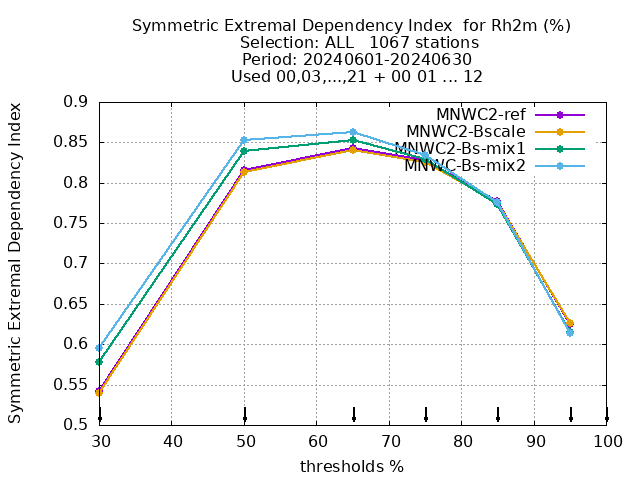 Symmetric Extremal Dependency Index  for Rh2m (%)
Selection: ALL   1067 stations
Period: 20240601-20240630
Used 00,03,...,21 + 00 01 ... 12
Symmetric Extremal Dependency Index
0.9
0.85
0.8
0.75
0.7
0.65
0.6
0.55
0.5
MNWC2-ref
MNWC2-Bscale
MNWC2-Bs-mix1
MNWC-Bs-mix2
30 40 50 60 70 80 90 100
thresholds %